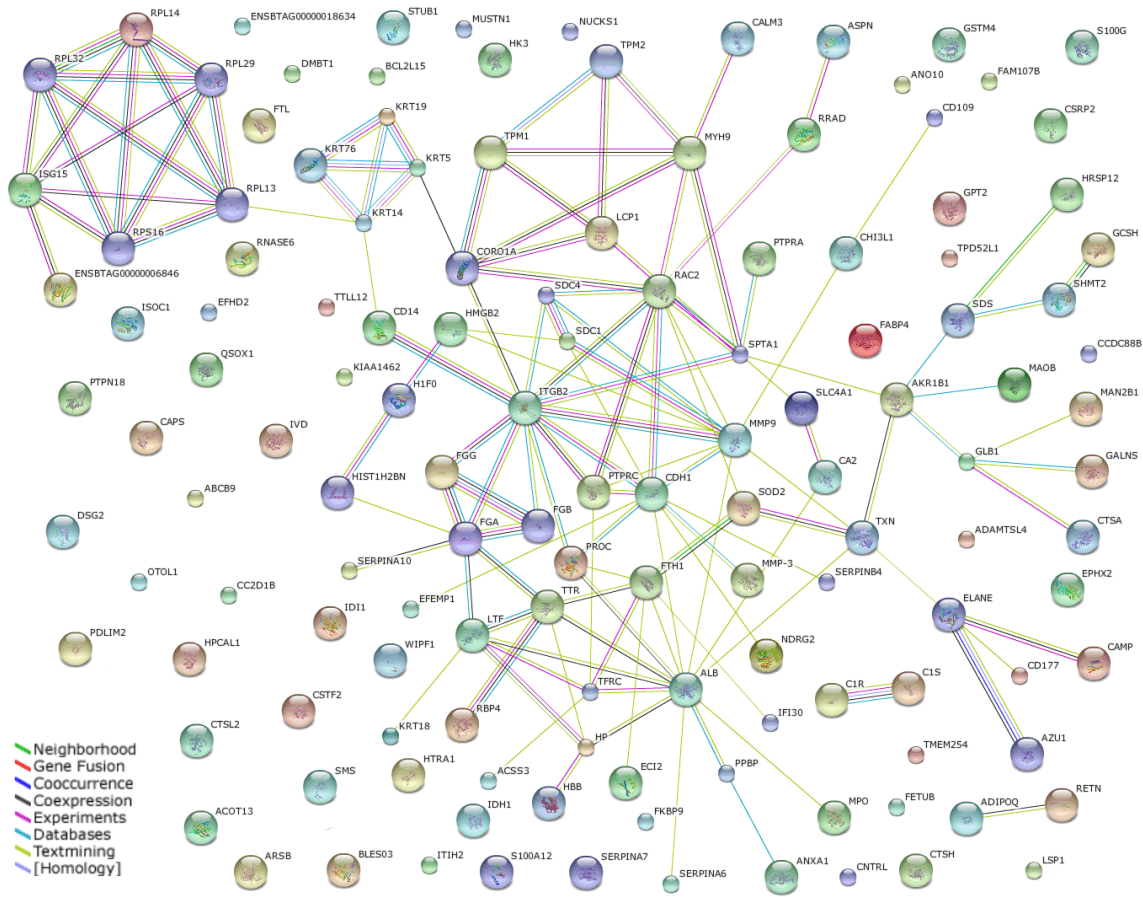 RPL14
ENSBTAG00000018634
STUB1
MUSTN1
NUCKS1
CALM3
ASPN
GSTM4
S100G
RPL32
RPL29
DMBT1
BCL2L15
HK3
TPM2
ANO10
FAM107B
FTL
KRT19
CD109
CSRP2
RRAD
KRT76
KRT5
TPM1
MYH9
ISG15
RPL13
HRSP12
GPT2
KRT14
LCP1
RPS16
CORO1A
CHI3L1
GCSH
RNASE6
PTPRA
TPD52L1
ENSBTAG00000006846
RAC2
SDC4
SHMT2
ISOC1
EFHD2
TTLL12
CD14
HMGB2
SDC1
SDS
SPTA1
FABP4
CCDC88B
QSOX1
KIAA1462
PTPN18
H1F0
ITGB2
SLC4A1
AKR1B1
MAOB
MAN2B1
CAPS
IVD
MMP9
GLB1
FGG
PTPRC
CDH1
CA2
GALNS
HIST1H2BN
ABCB9
SOD2
DSG2
FGA
FGB
TXN
ADAMTSL4
CTSA
SERPINA10
PROC
FTH1
MMP-3
SERPINB4
OTOL1
CC2D1B
EFEMP1
TTR
EPHX2
IDI1
LTF
ELANE
PDLIM2
HPCAL1
WIPF1
NDRG2
CAMP
ALB
CD177
C1R
C1S
CSTF2
TFRC
CTSL2
KRT18
RBP4
IFI30
HP
AZU1
TMEM254
Neighborhood
Gene Fusion
Cooccurrence
Coexpression
Experiments
Databases
Textmining
[Homology]
SMS
HTRA1
ACSS3
HBB
ECI2
PPBP
RETN
ACOT13
IDH1
FKBP9
MPO
FETUB
ADIPOQ
ARSB
BLES03
ITIH2
S100A12
SERPINA7
SERPINA6
ANXA1
CNTRL
CTSH
LSP1